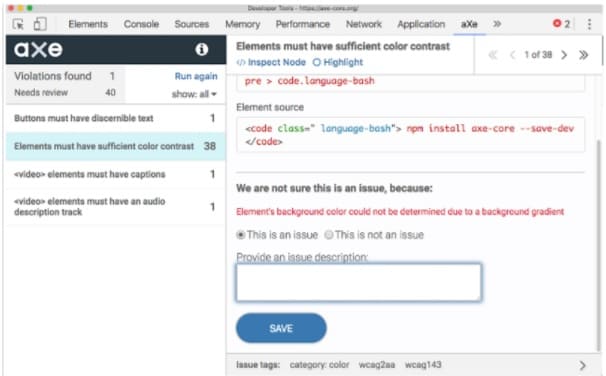 Developer Tools - https://axe-core.org/
Elements Console Sources Memory Performance Network Application aXe » 2
axe
Violations found 1 Run again
Needs review 40 show: all
Buttons must have discernible text 1
Elements must have sufficient color contrast 38
<video> elements must have captions 1
<video> elements must have an audio
description track 1
Elements must have sufficient color contrast
</> Inspect Node Highlight
1 of 38
pre > code.language-bash
Element source
<code class=" language-bash"> npm install axe-core --save-dev
</code>
We are not sure this is an issue, because:
Element's background color could not be determined due to a background gradient
This is an issue This is not an issue
Provide an issue description:
SAVE
Issue tags: category: color wcag2aa wcag143